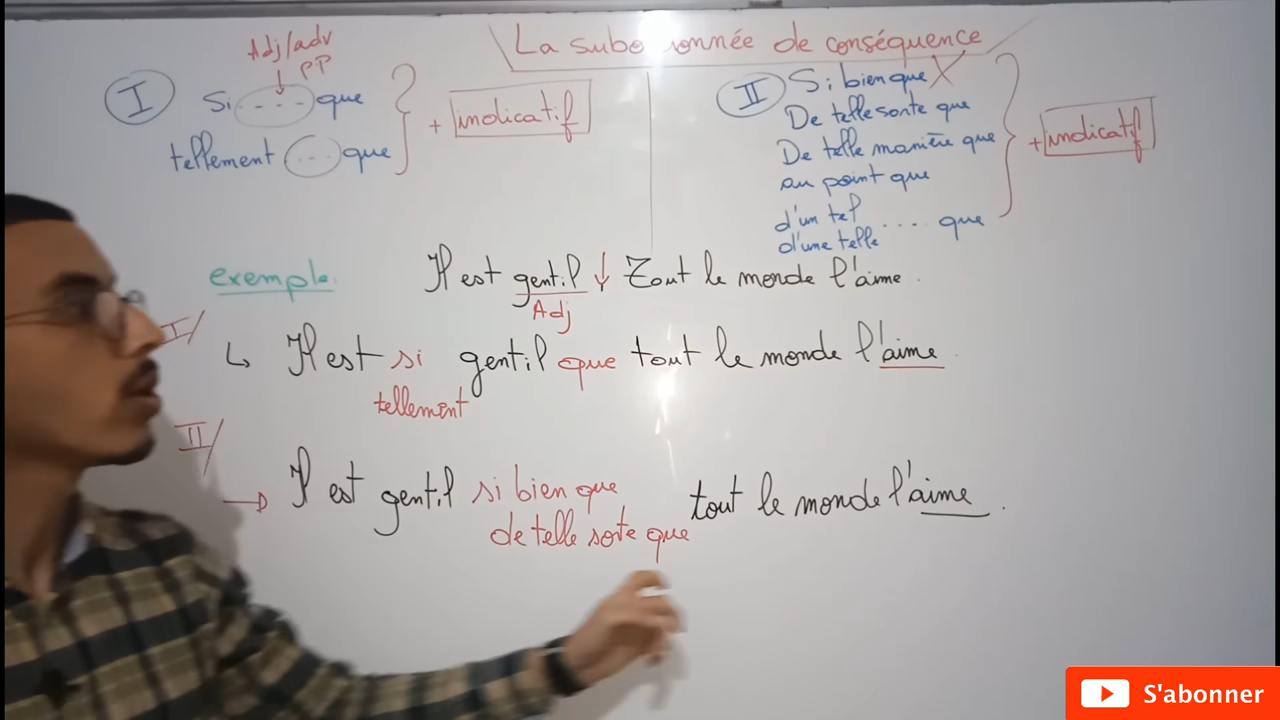 La subo onnée de conséquence
Adj/adv
PP
I
Si - - - - que
tellement ... que
+ indicatif
II
Si bien que X
De telle sorte que
De telle manière que
au point que
d'un tel
d'une telle .... que
+ indicatif
exemple.
Il est gentil ↓ Tout le monde l'aime.
Adj
I/
↳ Il est si gentil que tout le monde l'aime.
tellement
II/
→ Il est gentil si bien que tout le monde l'aime.
de telle sorte que
S'abonner